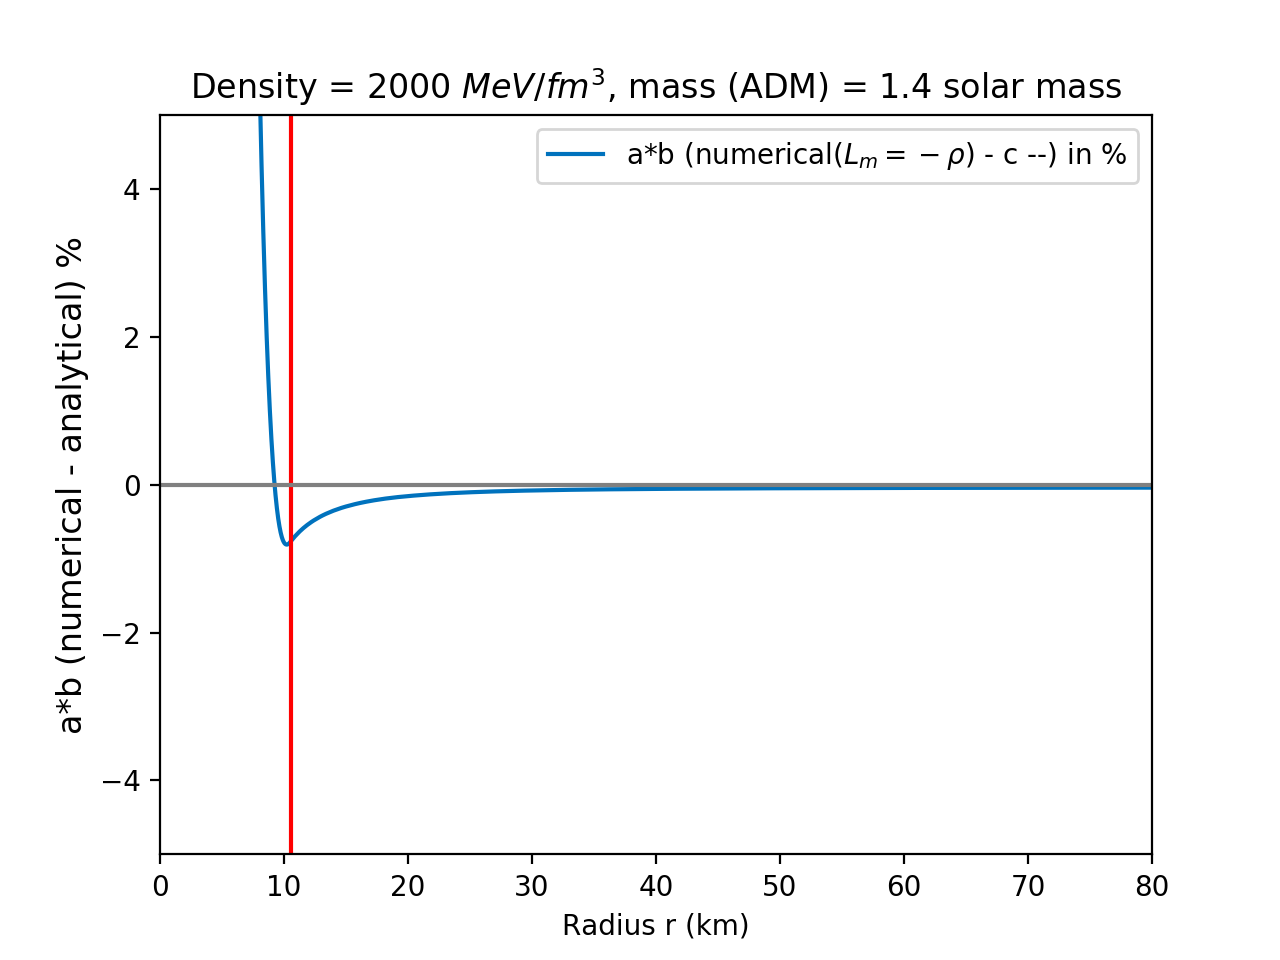 Density = 2000 MeV/fm³, mass (ADM) = 1.4 solar mass
a*b (numerical(Lₘ = − ρ) - c --) in %
a*b (numerical - analytical) %
4
2
0
−2
−4
0 10 20 30 40 50 60 70 80
Radius r (km)